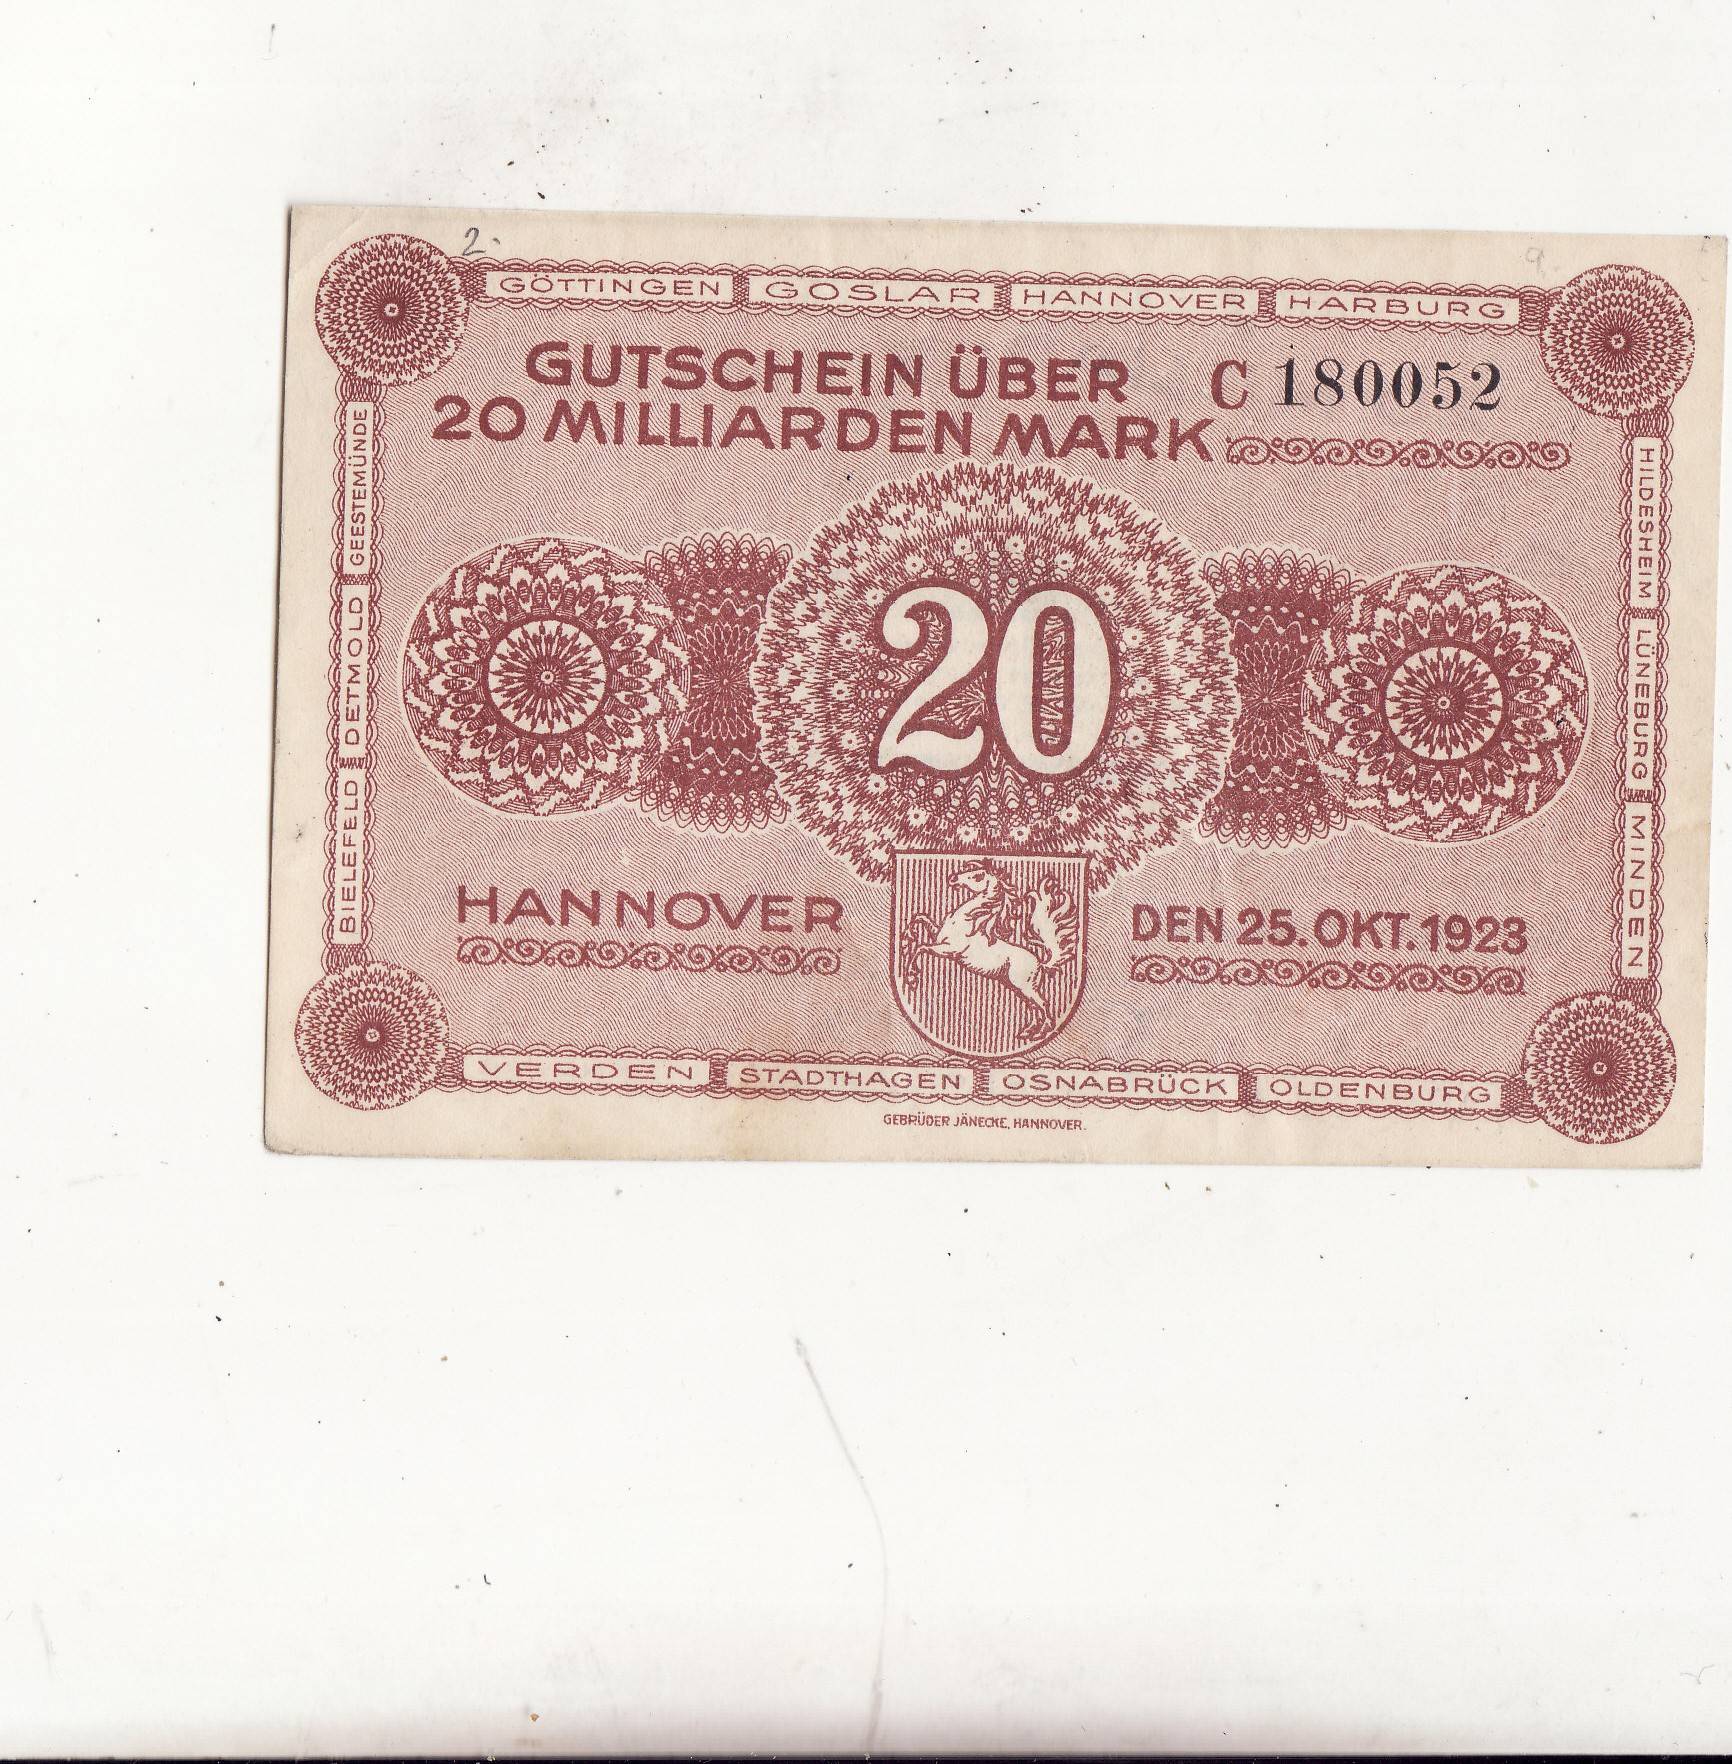 2.
GÖTTINGEN GOSLAR HANNOVER HARBURG
GUTSCHEIN ÜBER C 180052
20 MILLIARDEN MARK
GEESTEMÜNDE
DETMOLD
BIELEFELD
20
HILDESHEIM
LÜNEBURG
MINDEN
HANNOVER
DEN 25. OKT. 1923
VERDEN STADTHAGEN OSNABRÜCK OLDENBURG
GEBRÜDER JÄNECKE, HANNOVER.